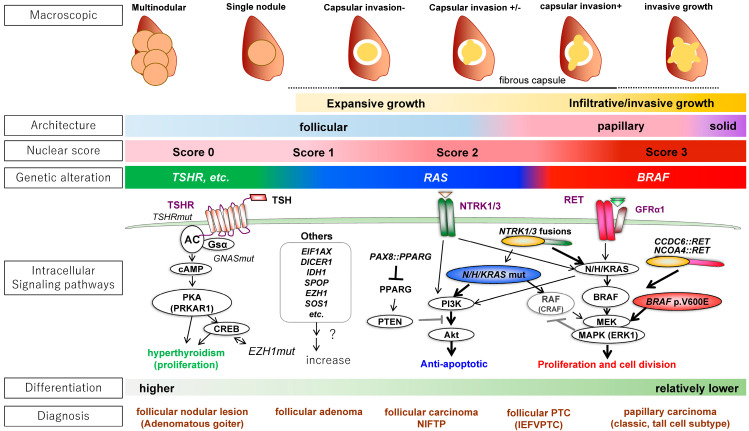 Macroscopic
Multinodular
Single nodule
Capsular invasion-
Capsular invasion +/-
capsular invasion+
invasive growth
fibrous capsule
Expansive growth
Infiltrative/invasive growth
Architecture
follicular
papillary
solid
Nuclear score
Score 0
Score 1
Score 2
Score 3
Genetic alteration
TSHR, etc.
RAS
BRAF
Intracellular
Signaling pathways
TSHR
TSHRmut
TSH
AC
Gsα
GNASmut
cAMP
PKA
(PRKAR1)
CREB
EZH1mut
hyperthyroidism
(proliferation)
Others
EIF1AX
DICER1
IDH1
SPOP
EZH1
SOS1
etc.
?
increase
NTRK1/3
NTRK1/3 fusions
PAX8::PPARG
PPARG
PTEN
N/H/KRAS mut
PI3K
Akt
Anti-apoptotic
RAF
(CRAF)
RET
GFRα1
CCDC6::RET
NCOA4::RET
N/H/KRAS
BRAF
BRAF p.V600E
MEK
MAPK (ERK1)
Proliferation and cell division
Differentiation
higher
relatively lower
Diagnosis
follicular nodular lesion
(Adenomatous goiter)
follicular adenoma
follicular carcinoma
NIFTP
follicular PTC
(IEFVPTC)
papillary carcinoma
(classic, tall cell subtype)